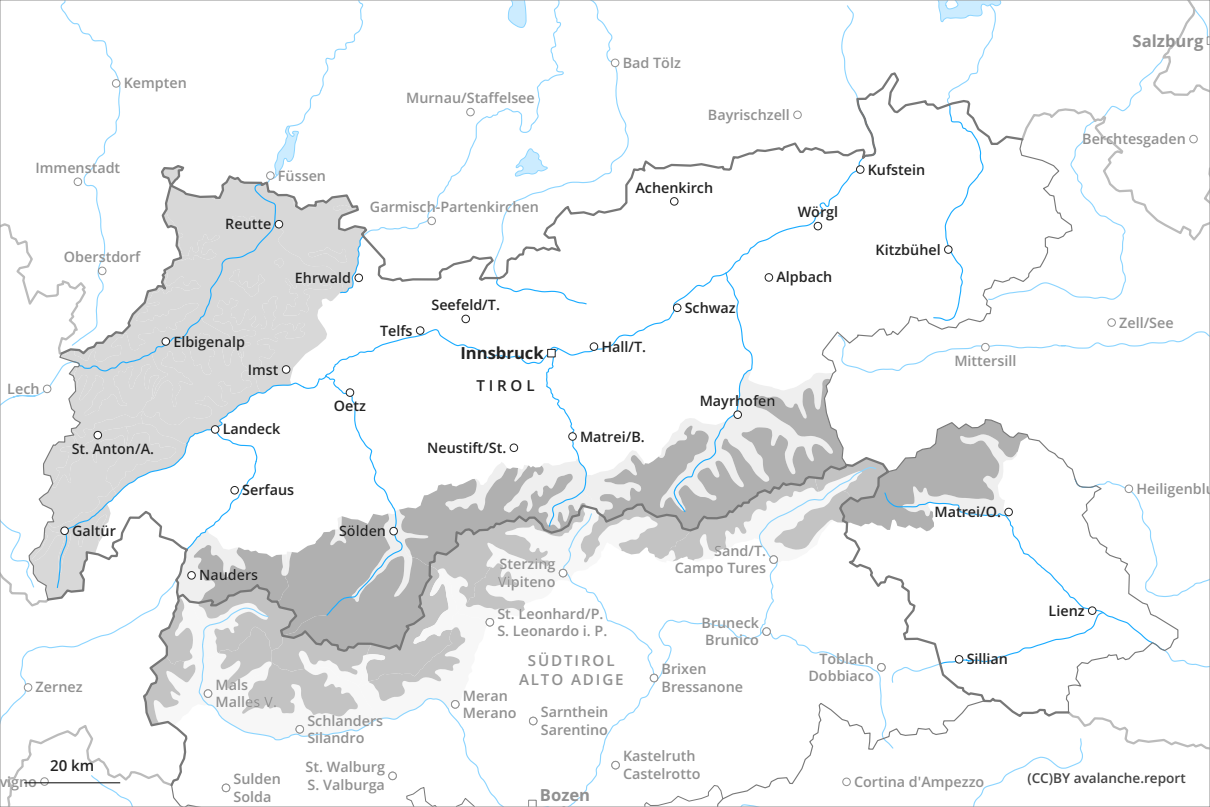 Salzburg
Bad Tölz
Kempten
Murnau/Staffelsee
Bayrischzell
Berchtesgaden
Immenstadt
Füssen
Kufstein
Achenkirch
Garmisch-Partenkirchen
Wörgl
Reutte
Kitzbühel
Oberstdorf
Ehrwald
Alpbach
Seefeld/T.
Schwaz
Telfs
Zell/See
Elbigenalp
Innsbruck
Hall/T.
Mittersill
Imst
TIROL
Lech
Oetz
Mayrhofen
Landeck
Matrei/B.
St. Anton/A.
Neustift/St.
Serfaus
Heiligenblu
Matrei/O.
Galtür
Sölden
Sand/T.
Campo Tures
Sterzing
Vipiteno
Nauders
Lienz
St. Leonhard/P.
S. Leonardo i. P.
Bruneck
Brunico
Sillian
SÜDTIROL
ALTO ADIGE
Toblach
Dobbiaco
Brixen
Bressanone
Zernez
Mals
Malles V.
Meran
Merano
Sarnthein
Sarentino
Schlanders
Silandro
Kastelruth
Castelrotto
20 km
St. Walburg
S. Valburga
vigno
Sulden
Solda
Cortina d'Ampezzo
(CC)BY avalanche.report
Bozen